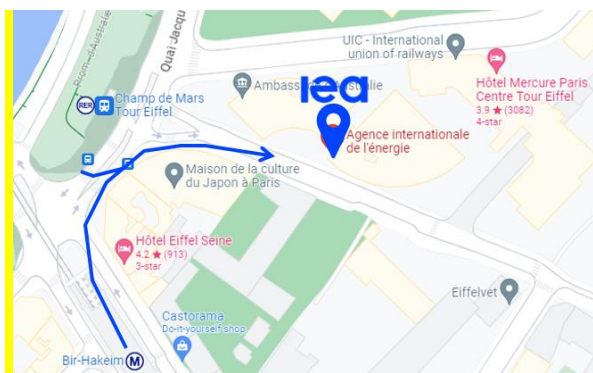 Prom. d'Australie
Quai Jacqu
UIC - International
union of railways
Hôtel Mercure Paris
Centre Tour Eiffel
3.9 ★ (3082)
4-star
iea
RER
Champ de Mars
Tour Eiffel
Agence internationale
de l'énergie
Maison de la culture
du Japon à Paris
Hôtel Eiffel Seine
4.2 ★ (913)
3-star
Eiffelvet
Castorama
Do-it-yourself shop
Bir-Hakeim
M